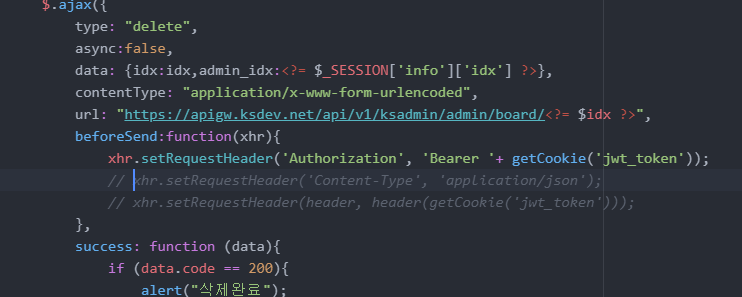 $.ajax({
type: "delete",
async:false,
data: {idx:idx,admin_idx:<?= $_SESSION['info']['idx'] ?>},
contentType: "application/x-www-form-urlencoded",
url: "https://apigw.ksdev.net/api/v1/ksadmin/admin/board/<?= $idx ?>",
beforeSend:function(xhr){
xhr.setRequestHeader('Authorization', 'Bearer '+ getCookie('jwt_token'));
// xhr.setRequestHeader('Content-Type', 'application/json');
// xhr.setRequestHeader(header, header(getCookie('jwt_token')));
},
success: function (data){
if (data.code == 200){
alert("삭제완료");